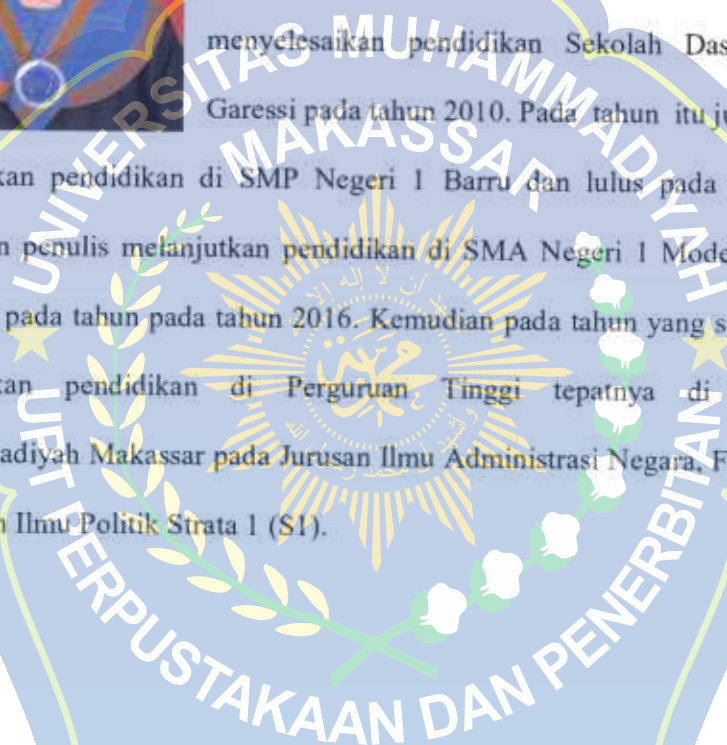 menyelesaikan pendidikan Sekolah Das
Garessi pada tahun 2010. Pada tahun itu ju
kan pendidikan di SMP Negeri 1 Barru dan lulus pada
n penulis melanjutkan pendidikan di SMA Negeri 1 Mode
pada tahun pada tahun 2016. Kemudian pada tahun yang s
kan pendidikan di Perguruan Tinggi tepatnya di
adiyah Makassar pada Jurusan Ilmu Administrasi Negara, F
n Ilmu Politik Strata 1 (S1).
UNIVERSITAS MUHAMMADIYAH
MAKASSAR
UPT PERPUSTAKAAN DAN PENERBITAN